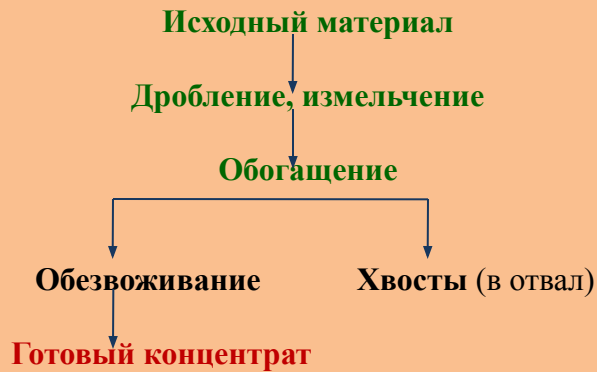 Исходный материал
Дробление, измельчение
Обогащение
Обезвоживание
Хвосты (в отвал)
Готовый концентрат